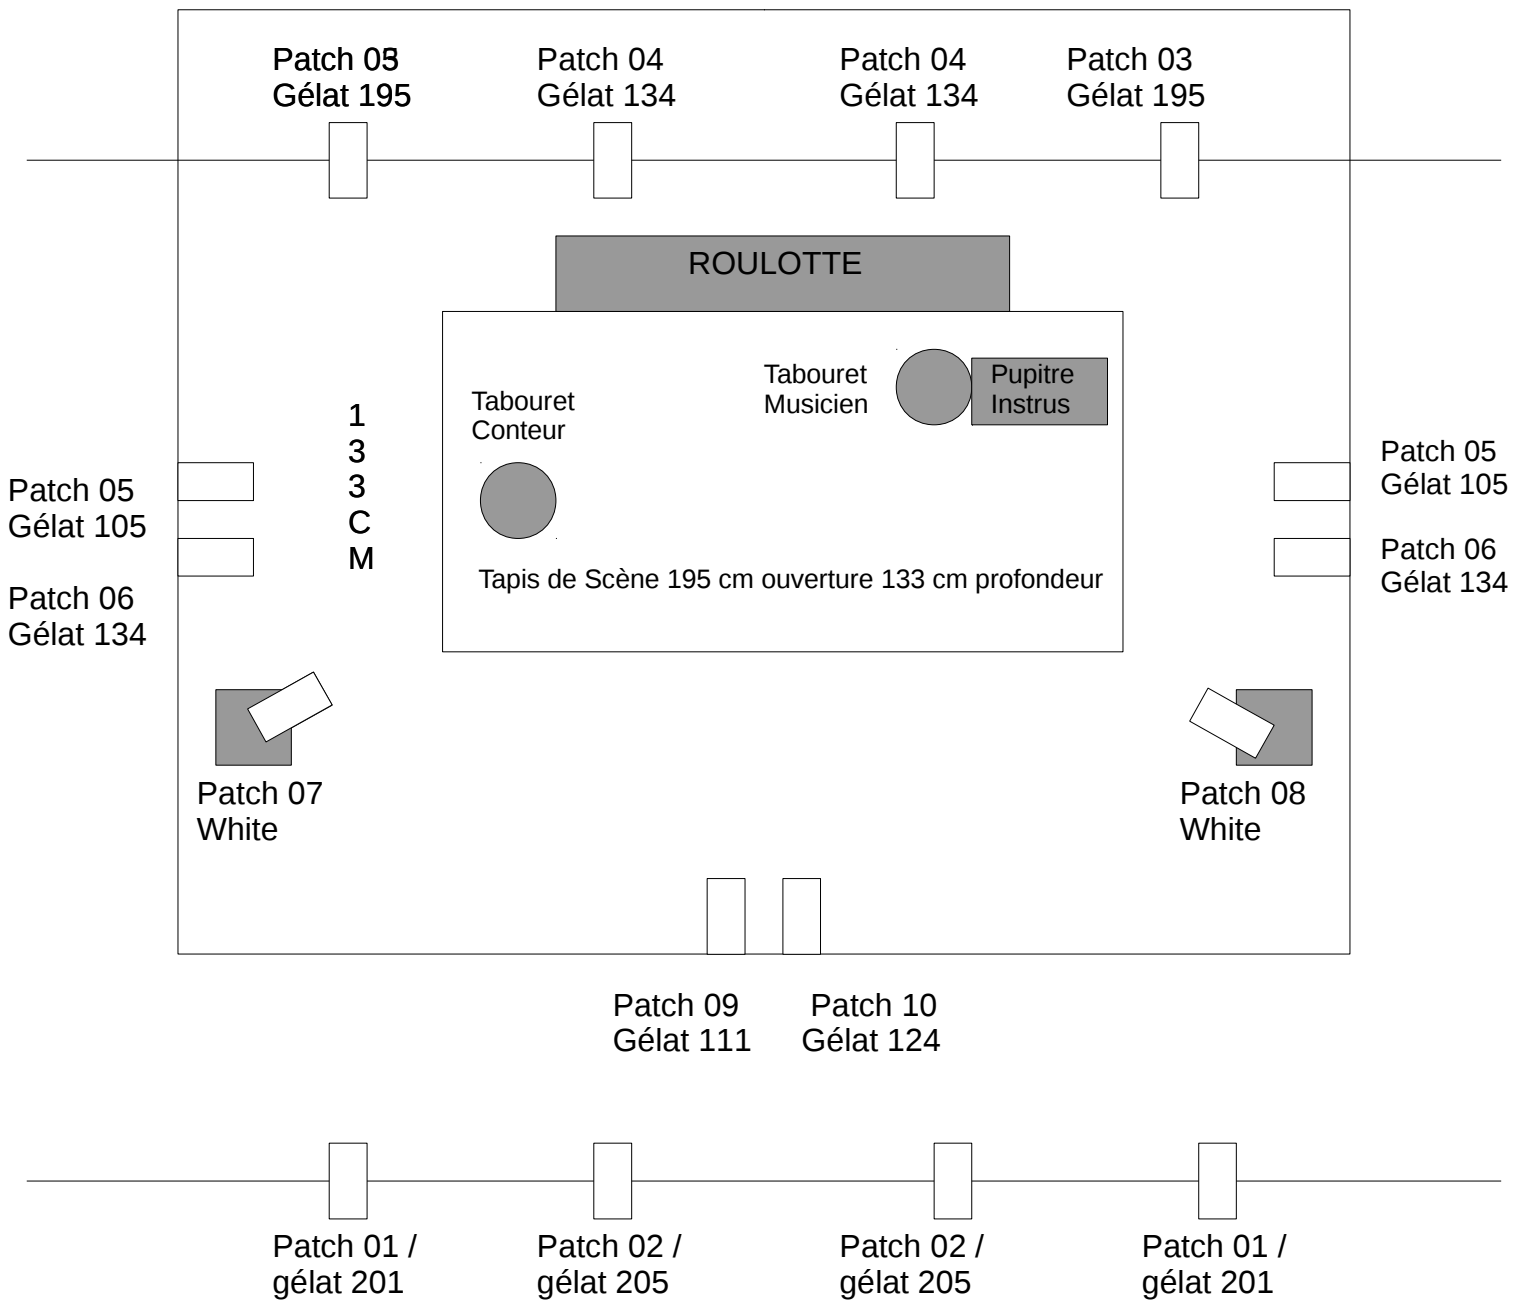 Patch 04
Gélat 134
Patch 04
Gélat 134
Patch 03
Gélat 195
Patch
Gélat 195
ROULOTTE
Tabouret
Musicien
Pupitre
Instrus
Tabouret
Conteur
1
3
3
C
M
Patch 05
Gélat 105
Patch 06
Gélat 134
Patch 05
Gélat 105
Patch 06
Gélat 134
Tapis de Scène 195 cm ouverture 133 cm profondeur
Patch 07
White
Patch 08
White
Patch 09
Gélat 111
Patch 10
Gélat 124
Patch 01 /
gélat 201
Patch 02 /
gélat 205
Patch 02 /
gélat 205
Patch 01 /
gélat 201